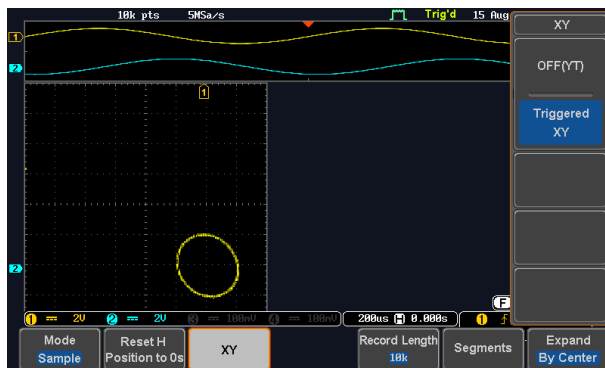 10k pts 5MSa/s Trig'd 15 Aug
XY
1
2
OFF(YT)
1
Triggered
XY
2
F
1 2V 2 2V 3 100mV 4 100mV 200us H 0.000s 1
Mode
Sample
Reset H
Position to 0s
XY
Record Length
10k
Segments
Expand
By Center